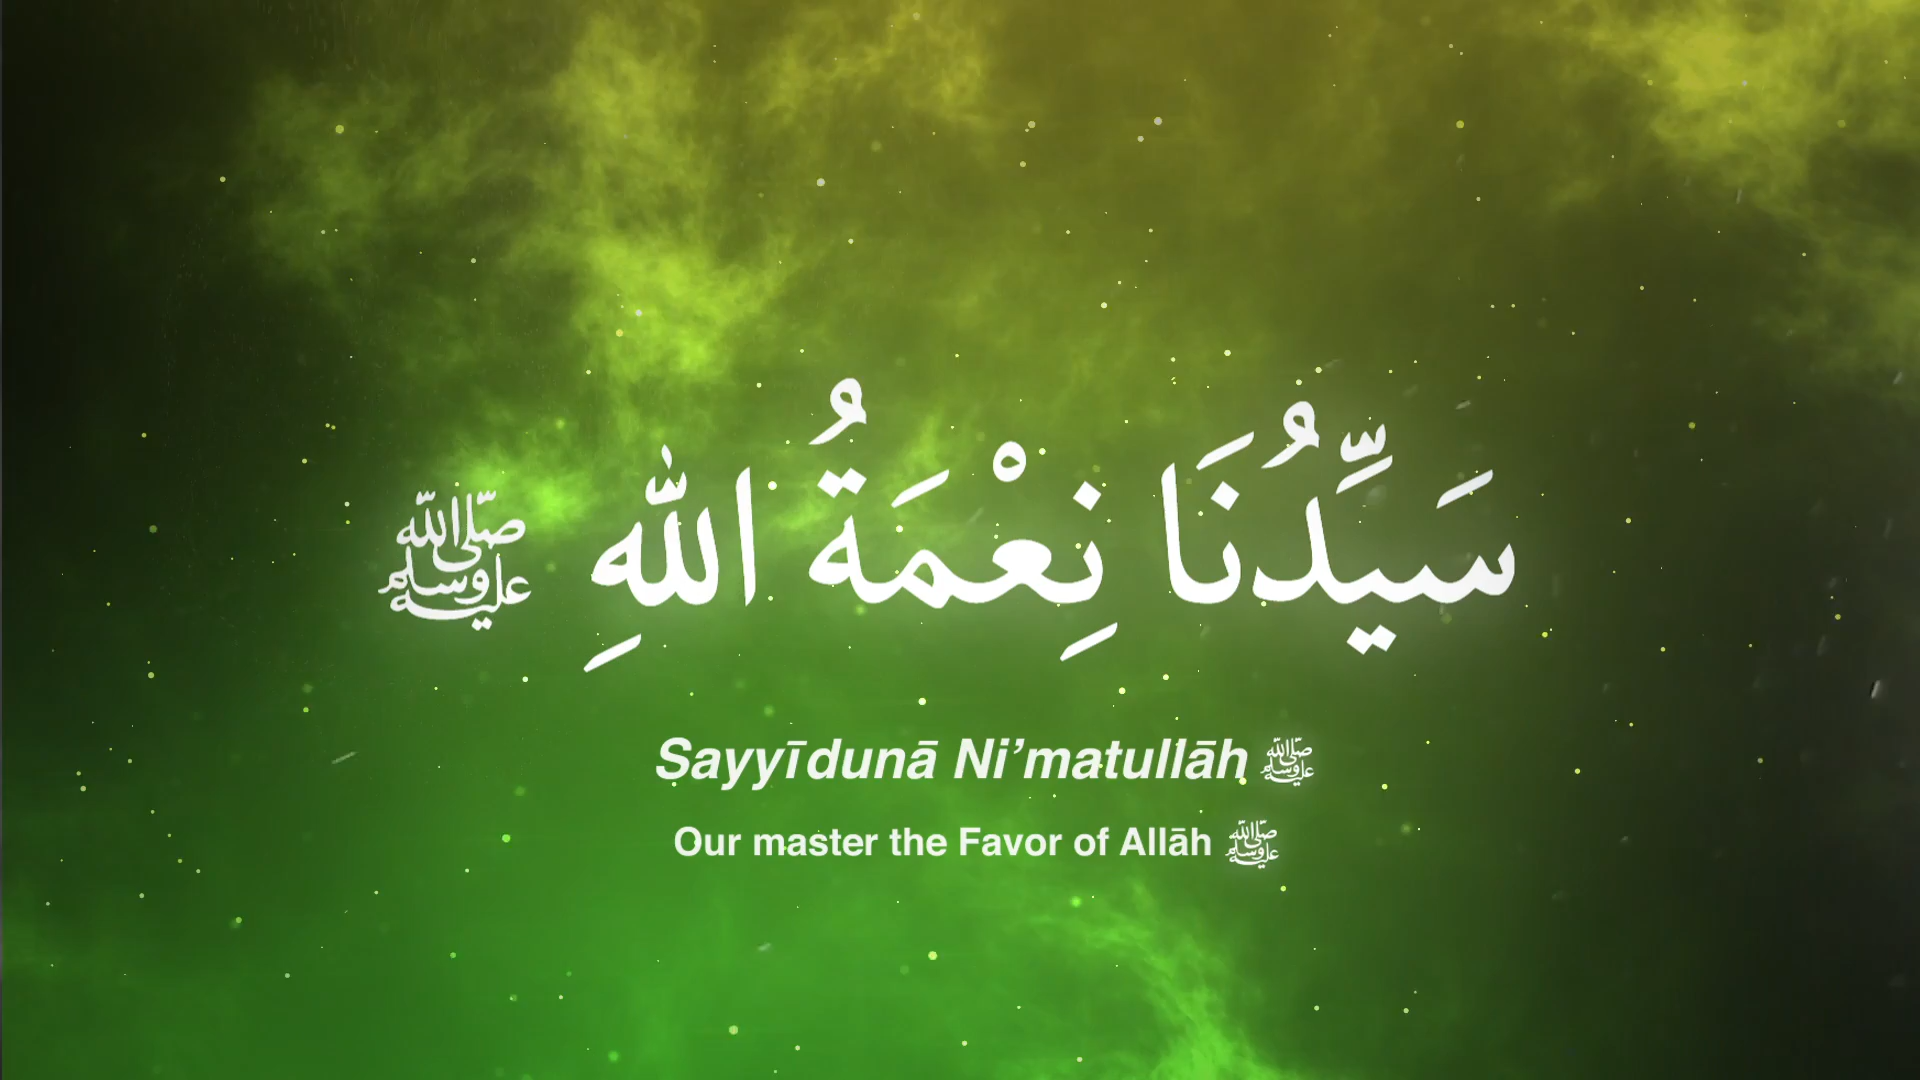 سَيِّدُنَا نِعْمَةُ اللهِ ﷺ
Sayyīdunā Ni’matullāh ﷺ
Our master the Favor of Allāh ﷺ